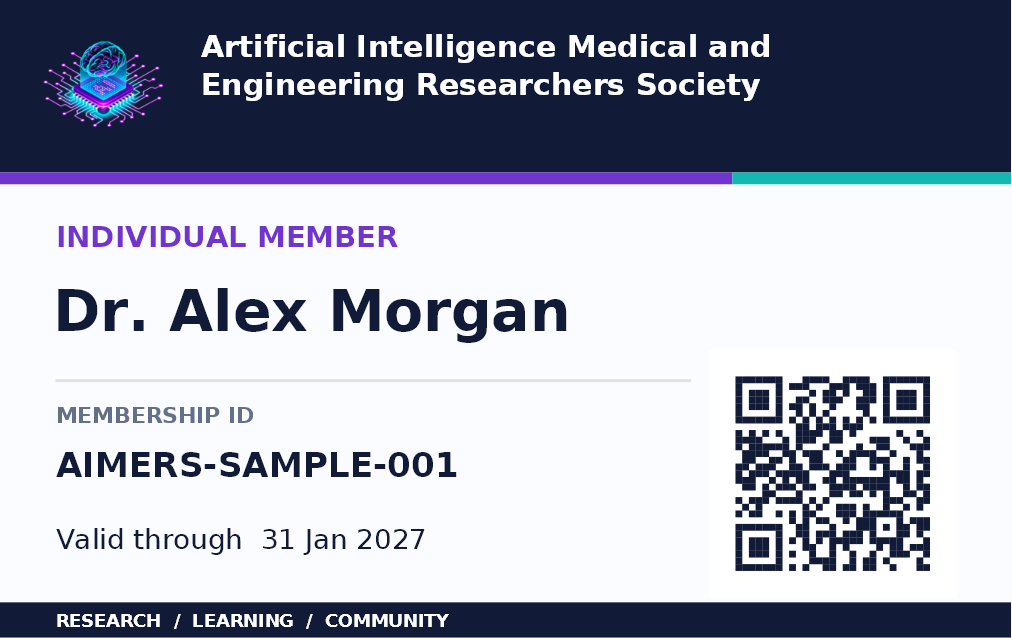 Artificial Intelligence Medical and
Engineering Researchers Society
INDIVIDUAL MEMBER
Dr. Alex Morgan
MEMBERSHIP ID
AIMERS-SAMPLE-001
Valid through 31 Jan 2027
RESEARCH / LEARNING / COMMUNITY